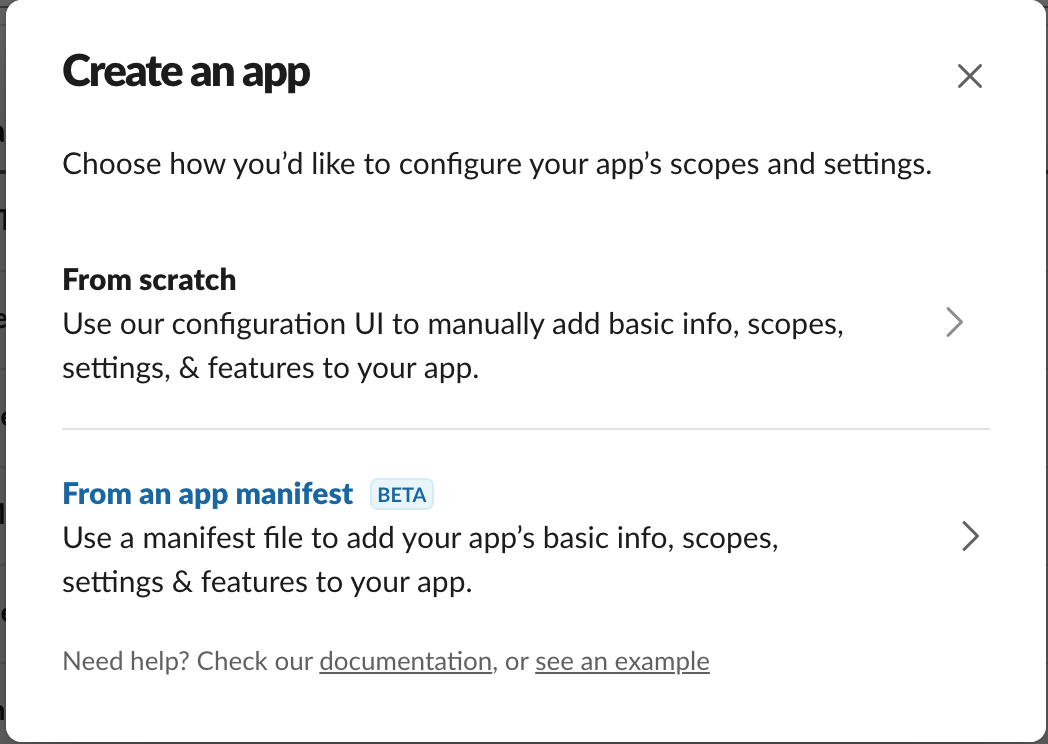 Create an app
Choose how you’d like to configure your app’s scopes and settings.
From scratch
Use our configuration UI to manually add basic info, scopes,
settings, & features to your app.
From an app manifest BETA
Use a manifest file to add your app’s basic info, scopes,
settings & features to your app.
Need help? Check our documentation, or see an example